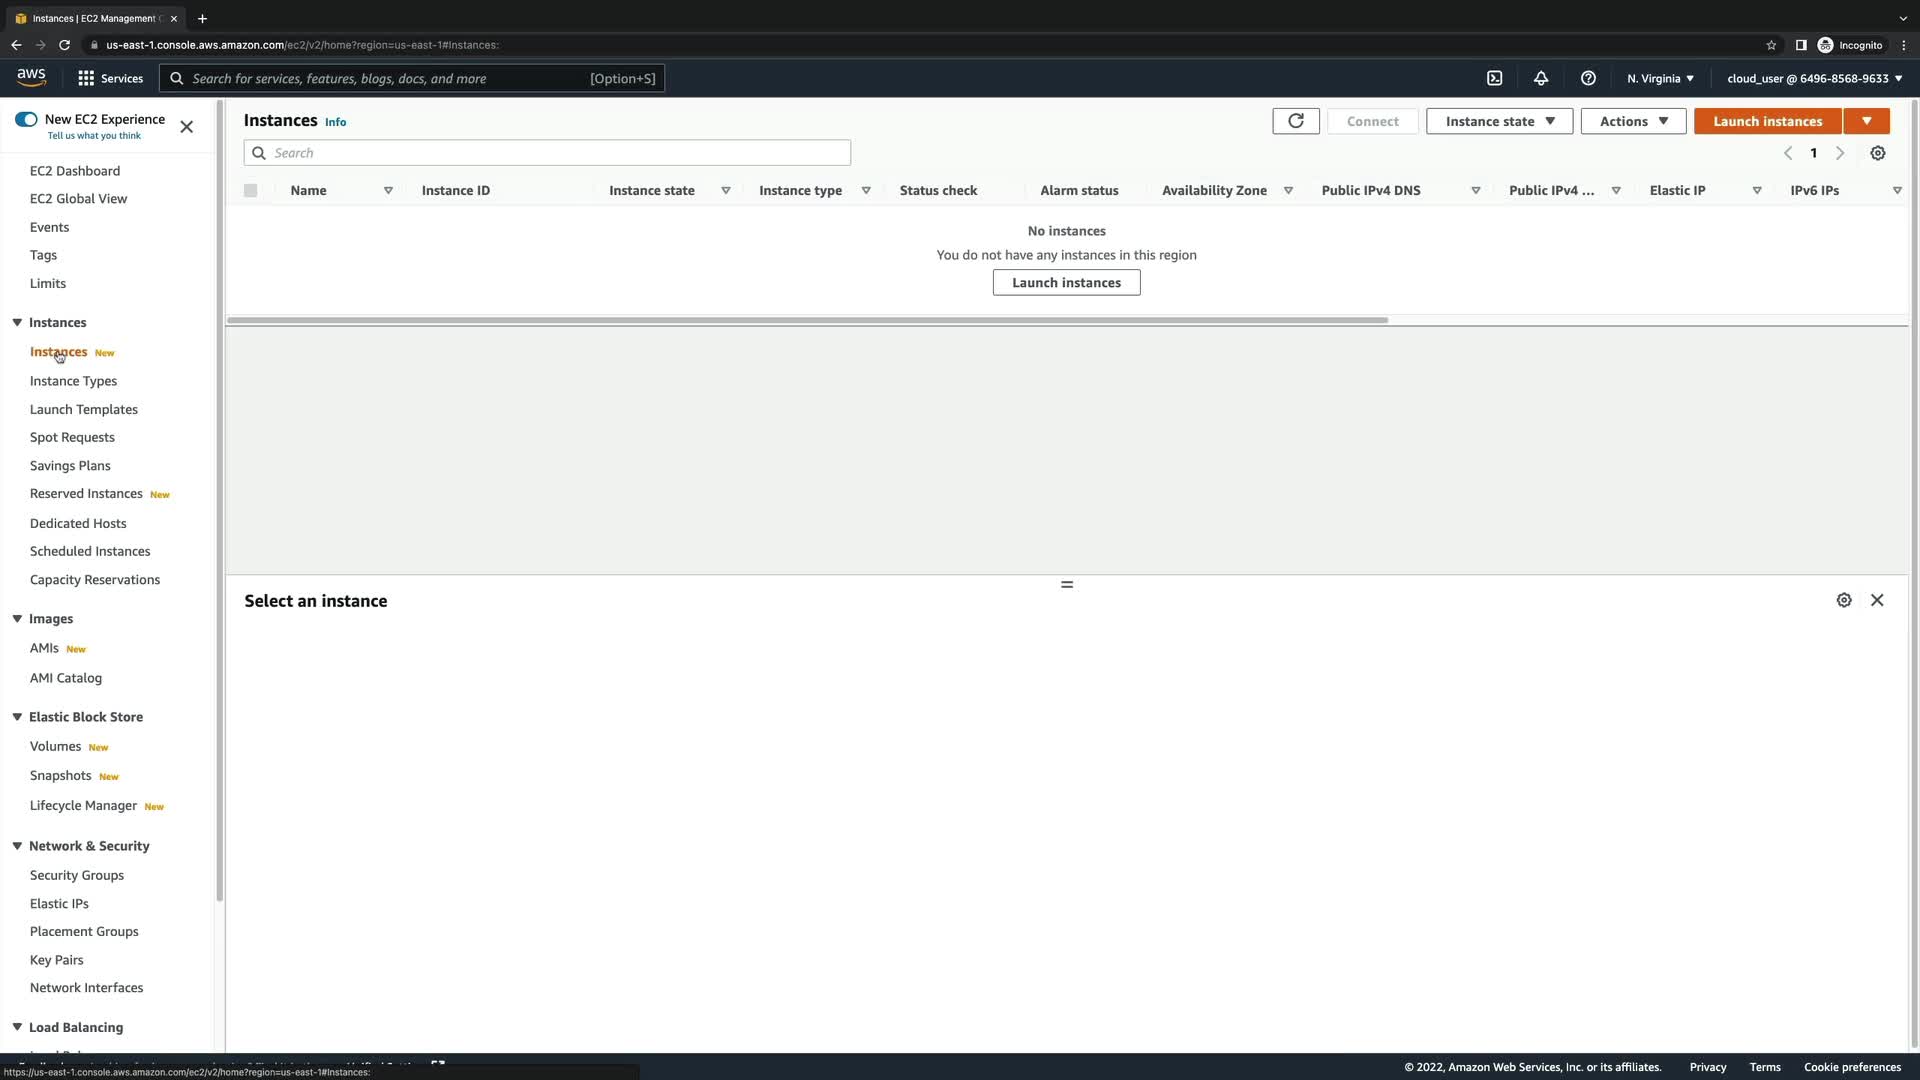 Instances | EC2 Management C
us-east-1.console.aws.amazon.com/ec2/v2/home?region=us-east-1#Instances:
Incognito
aws
Services
Search for services, features, blogs, docs, and more
[Option+S]
N. Virginia
cloud_user @ 6496-8568-9633
New EC2 Experience
Tell us what you think
EC2 Dashboard
EC2 Global View
Events
Tags
Limits
Instances
Instances New
Instance Types
Launch Templates
Spot Requests
Savings Plans
Reserved Instances New
Dedicated Hosts
Scheduled Instances
Capacity Reservations
Images
AMIs New
AMI Catalog
Elastic Block Store
Volumes New
Snapshots New
Lifecycle Manager New
Network & Security
Security Groups
Elastic IPs
Placement Groups
Key Pairs
Network Interfaces
Load Balancing
Instances Info
Connect
Instance state
Actions
Launch instances
Search
1
Name
Instance ID
Instance state
Instance type
Status check
Alarm status
Availability Zone
Public IPv4 DNS
Public IPv4 ...
Elastic IP
IPv6 IPs
No instances
You do not have any instances in this region
Launch instances
Select an instance
https://us-east-1.console.aws.amazon.com/ec2/v2/home?region=us-east-1#Instances:
© 2022, Amazon Web Services, Inc. or its affiliates.
Privacy
Terms
Cookie preferences